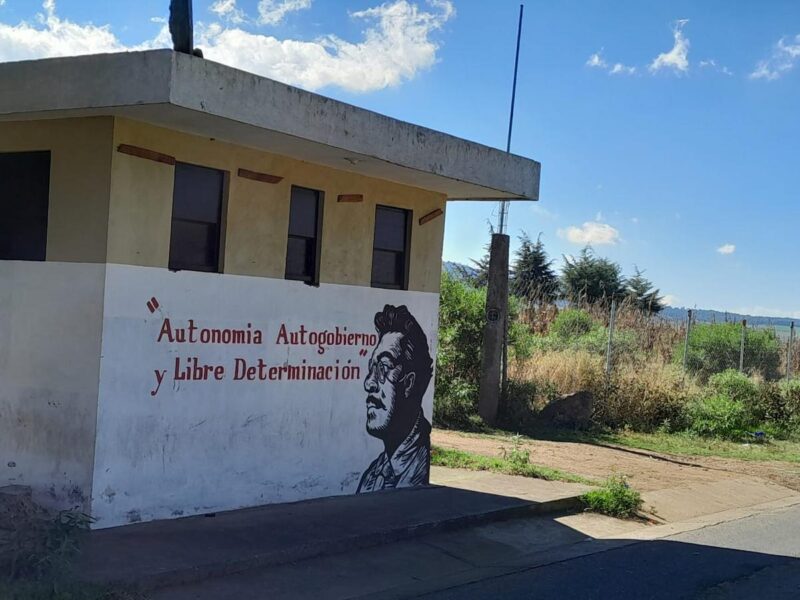 "Autonomia Autogobierno
y Libre Determinación"